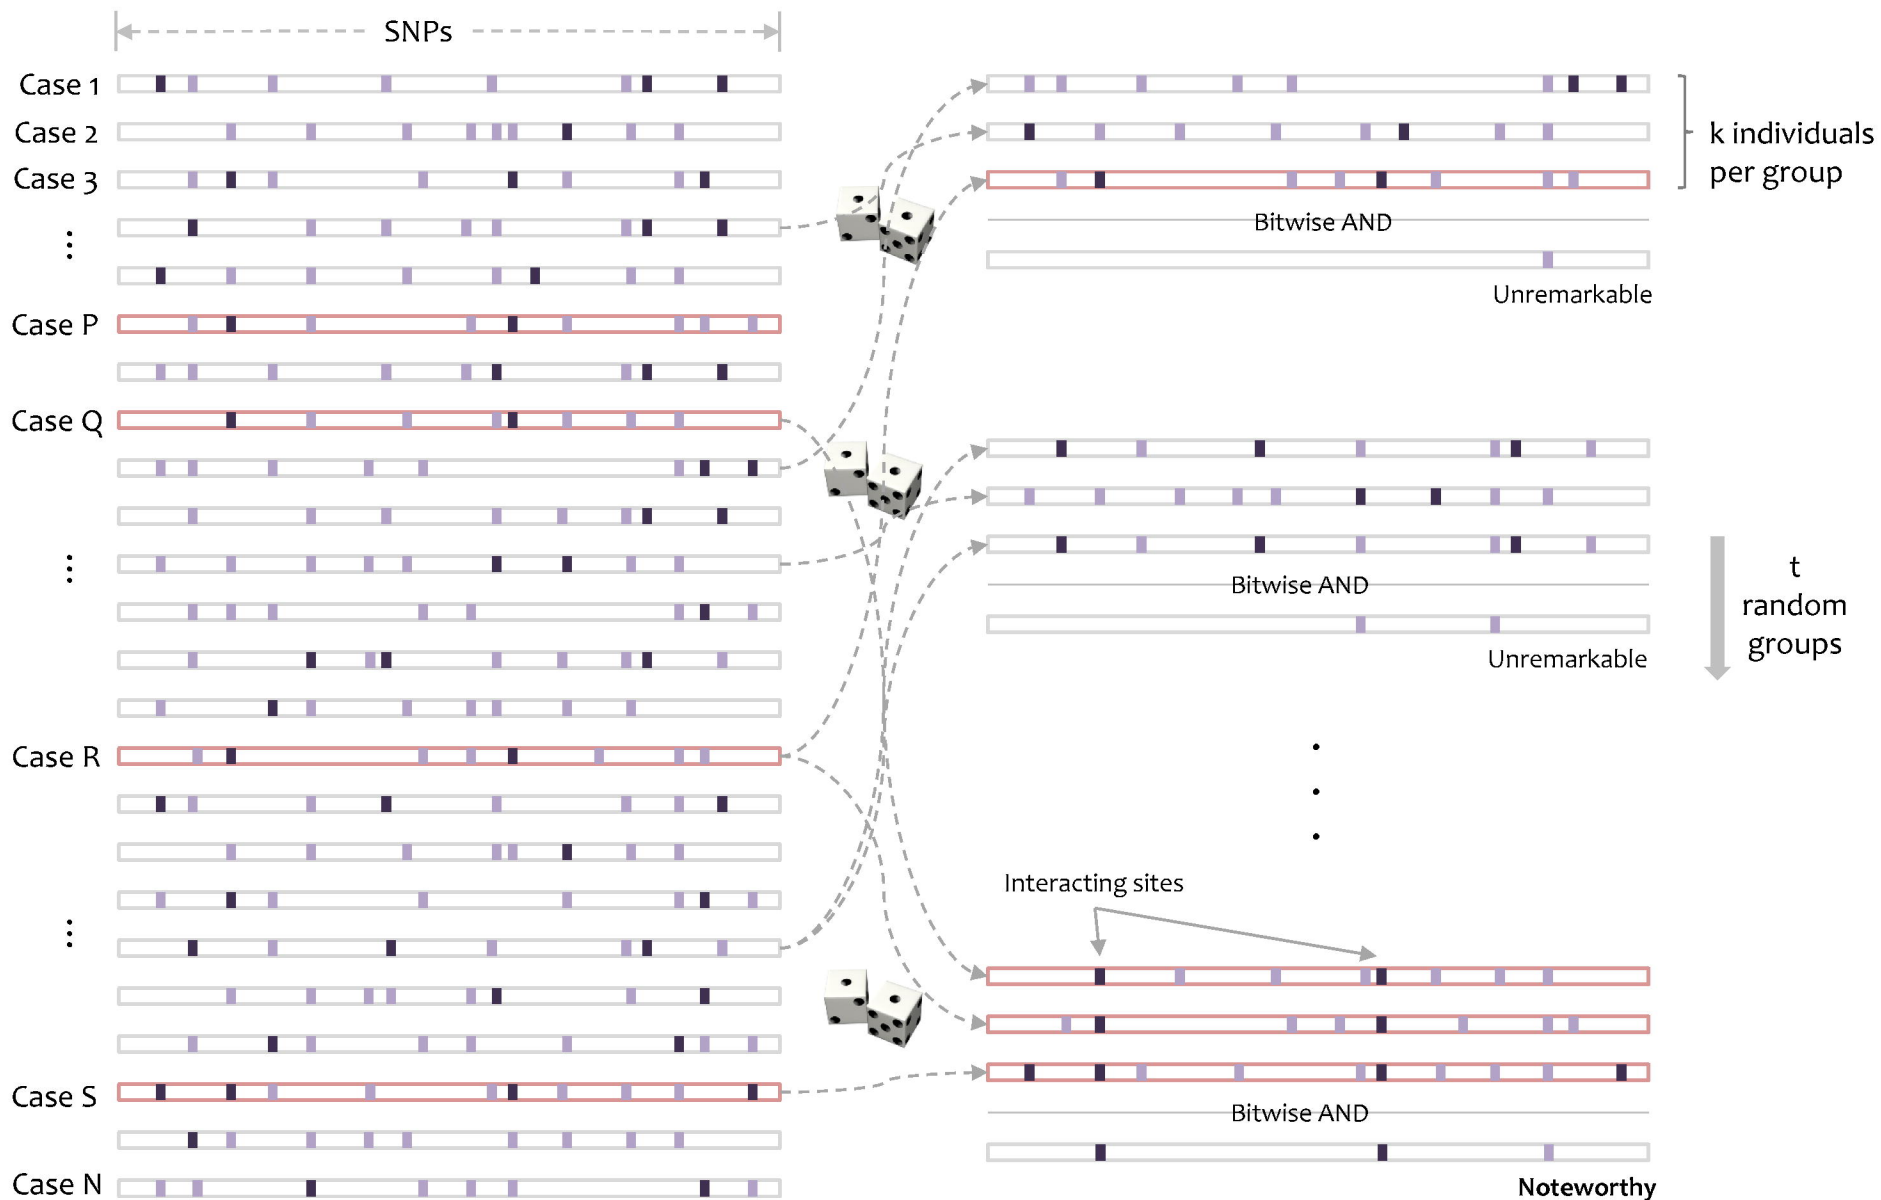 SNPs
Case 1
Case 2
Case 3
⋮
Case P
Case Q
⋮
Case R
⋮
Case S
Case N
k individuals
per group
Bitwise AND
Unremarkable
Bitwise AND
Unremarkable
t
random
groups
Interacting sites
Bitwise AND
Noteworthy